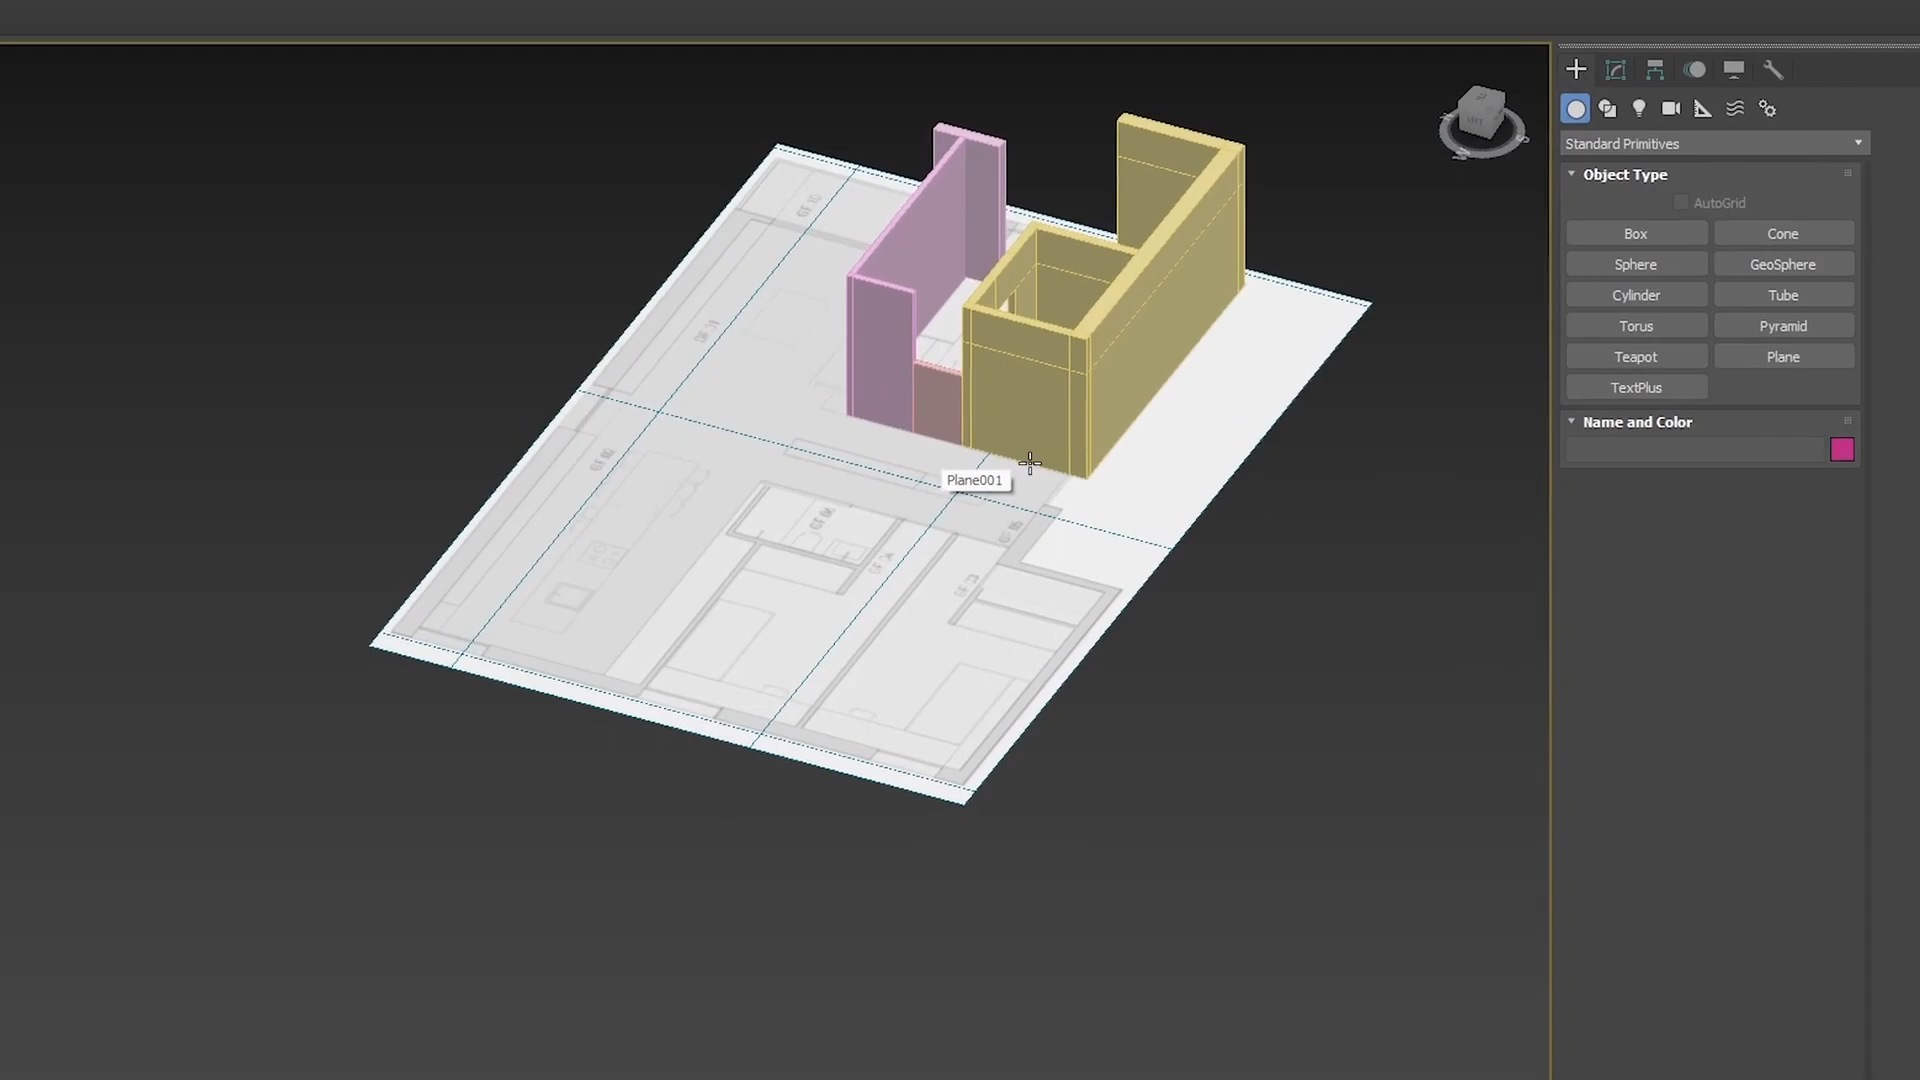 Standard Primitives
Object Type
AutoGrid
Box
Cone
Sphere
GeoSphere
Cylinder
Tube
Torus
Pyramid
Teapot
Plane
TextPlus
Name and Color
Plane001